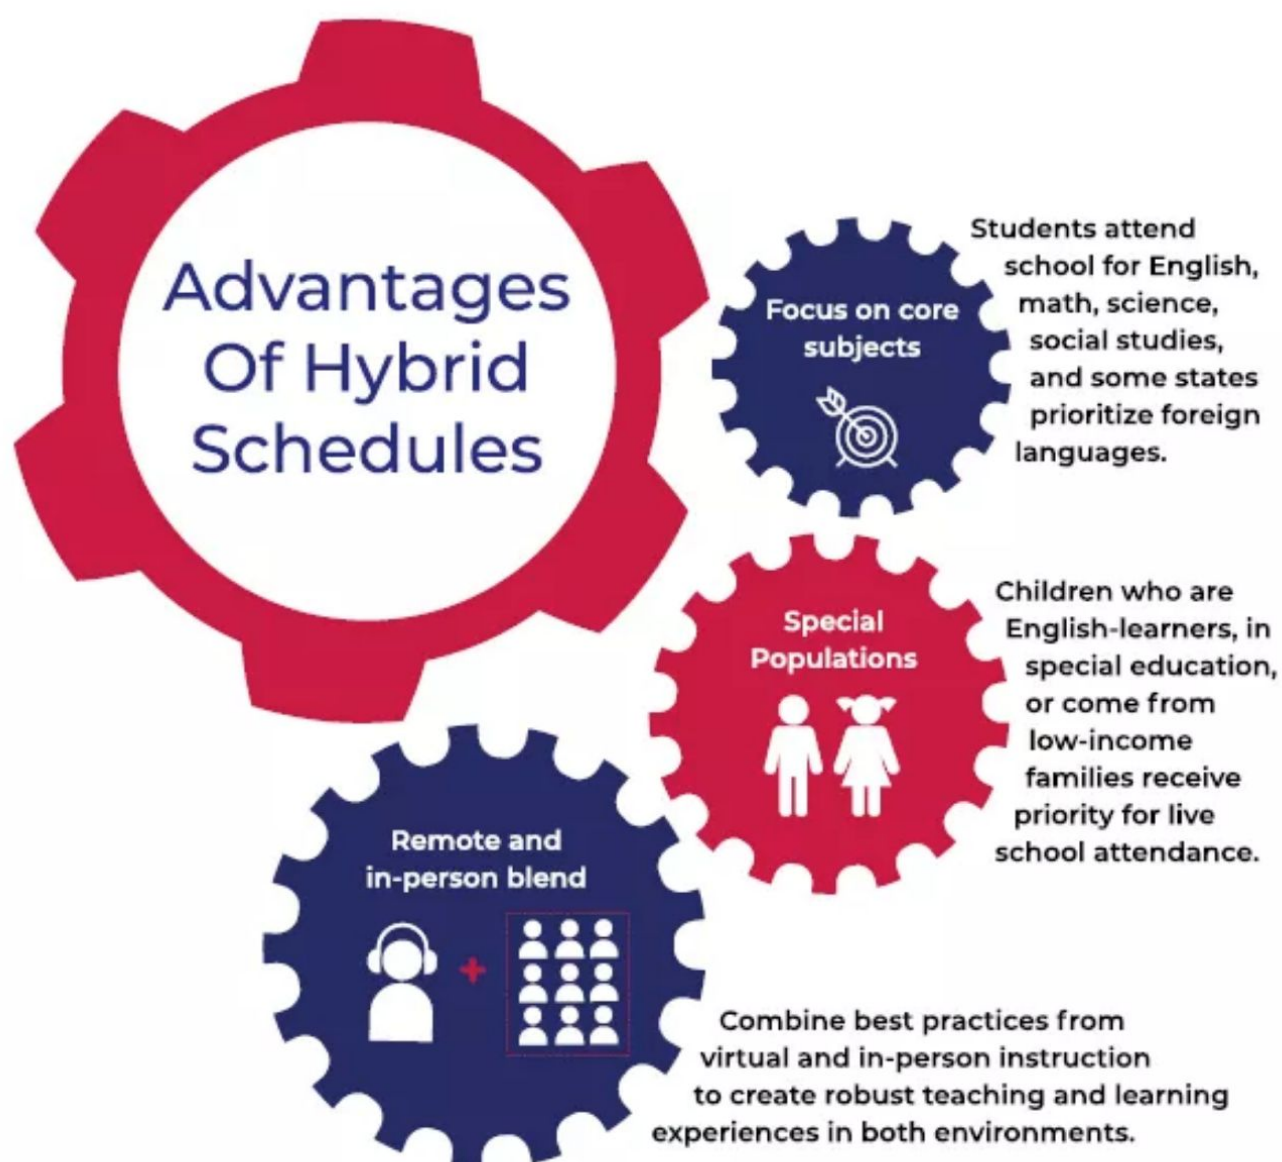 Advantages
Of Hybrid
Schedules
Focus on core
subjects
Students attend
school for English,
math, science,
social studies,
and some states
prioritize foreign
languages.
Special
Populations
Children who are
English-learners, in
special education,
or come from
low-income
families receive
priority for live
school attendance.
Remote and
in-person blend
Combine best practices from
virtual and in-person instruction
to create robust teaching and learning
experiences in both environments.